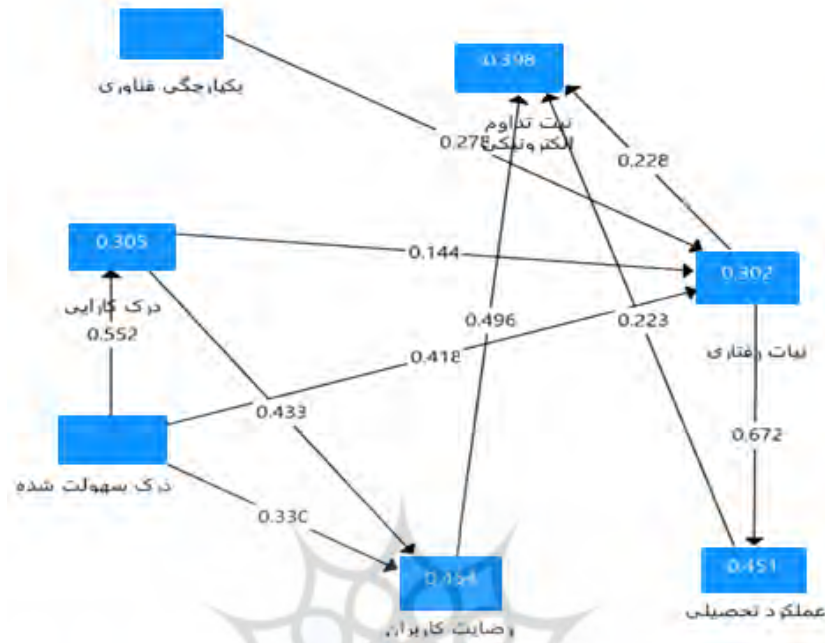 0.398
یکپارچگی فناوری
نیت تداوم
الکترونیکی
0.278
0.228
0.305
0.144
0.302
درک کارایی
0.552
0.496
0.223
0.418
نیات رفتاری
0.433
0.672
درک سهولت شده
0.330
0.451
عملکرد تحصیلی
رضایت کاربران